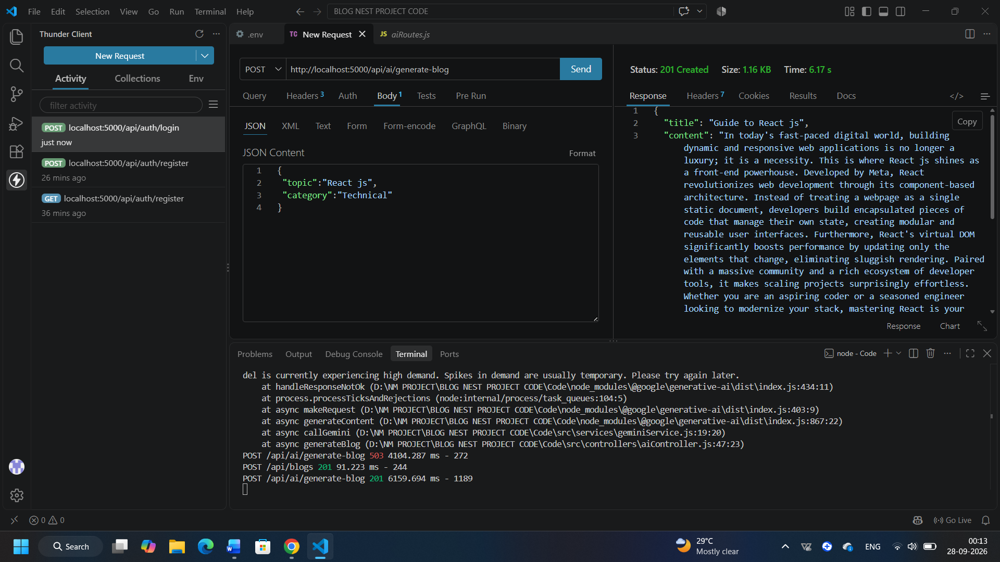 File Edit Selection View Go Run Terminal Help
BLOG NEST PROJECT CODE
Thunder Client
New Request
Activity Collections Env
filter activity
POST localhost:5000/api/auth/login
just now
POST localhost:5000/api/auth/register
26 mins ago
GET localhost:5000/api/auth/register
36 mins ago
.env
TC New Request
JS aiRoutes.js
POST http://localhost:5000/api/ai/generate-blog Send
Query Headers 3 Auth Body 1 Tests Pre Run
JSON XML Text Form Form-encode GraphQL Binary
JSON Content Format
1 {
2 "topic":"React js",
3 "category":"Technical"
4 }
Status: 201 Created Size: 1.16 KB Time: 6.17 s
Response Headers 7 Cookies Results Docs </>
Copy
1 {
2 "title": "Guide to React js",
3 "content": "In today's fast-paced digital world, building
dynamic and responsive web applications is no longer a
luxury; it is a necessity. This is where React js shines as
a front-end powerhouse. Developed by Meta, React
revolutionizes web development through its component-based
architecture. Instead of treating a webpage as a single
static document, developers build encapsulated pieces of
code that manage their own state, creating modular and
reusable user interfaces. Furthermore, React's virtual DOM
significantly boosts performance by updating only the
elements that change, eliminating sluggish rendering. Paired
with a massive community and a rich ecosystem of developer
tools, it makes scaling projects surprisingly effortless.
Whether you are an aspiring coder or a seasoned engineer
looking to modernize your stack, mastering React is your
Response Chart
Problems Output Debug Console Terminal Ports
node - Code
del is currently experiencing high demand. Spikes in demand are usually temporary. Please try again later.
at handleResponseNotOk (D:\NM PROJECT\BLOG NEST PROJECT CODE\Code\node_modules\@google\generative-ai\dist\index.js:434:11)
at process.processTicksAndRejections (node:internal/process/task_queues:104:5)
at async makeRequest (D:\NM PROJECT\BLOG NEST PROJECT CODE\Code\node_modules\@google\generative-ai\dist\index.js:403:9)
at async generateContent (D:\NM PROJECT\BLOG NEST PROJECT CODE\Code\node_modules\@google\generative-ai\dist\index.js:867:22)
at async callGemini (D:\NM PROJECT\BLOG NEST PROJECT CODE\Code\src\services\geminiService.js:19:20)
at async generateBlog (D:\NM PROJECT\BLOG NEST PROJECT CODE\Code\src\controllers\aiController.js:47:23)
POST /api/ai/generate-blog 503 4104.287 ms - 272
POST /api/blogs 201 91.223 ms - 244
POST /api/ai/generate-blog 201 6159.694 ms - 1189
0 0
Go Live
Search
29°C
Mostly clear
ENG
00:13
28-09-2026